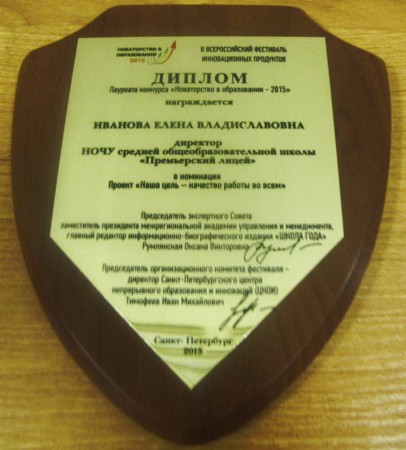 НОВАТОРСТВО В
ОБРАЗОВАНИИ
2015
II ВСЕРОССИЙСКИЙ ФЕСТИВАЛЬ
ИННОВАЦИОННЫХ ПРОДУКТОВ
ДИПЛОМ
Лауреата конкурса «Новаторство в образовании - 2015»
награждается
ИВАНОВА ЕЛЕНА ВЛАДИСЛАВОВНА
директор
НОЧУ средней общеобразовательной школы
«Премьерский лицей»
в номинации
Проект «Наша цель – качество работы во всем»
Председатель экспертного Совета
заместитель президента межрегиональной академии управления и менеджмента,
главный редактор информационно-биографического издания «ШКОЛА ГОДА»
Румлянская Оксана Викторовна
Председатель организационного комитета фестиваля -
директор Санкт-Петербургского центра
непрерывного образования и инноваций (ЦНОИ)
Тимофеев Иван Михайлович
Санкт- Петербург
2015